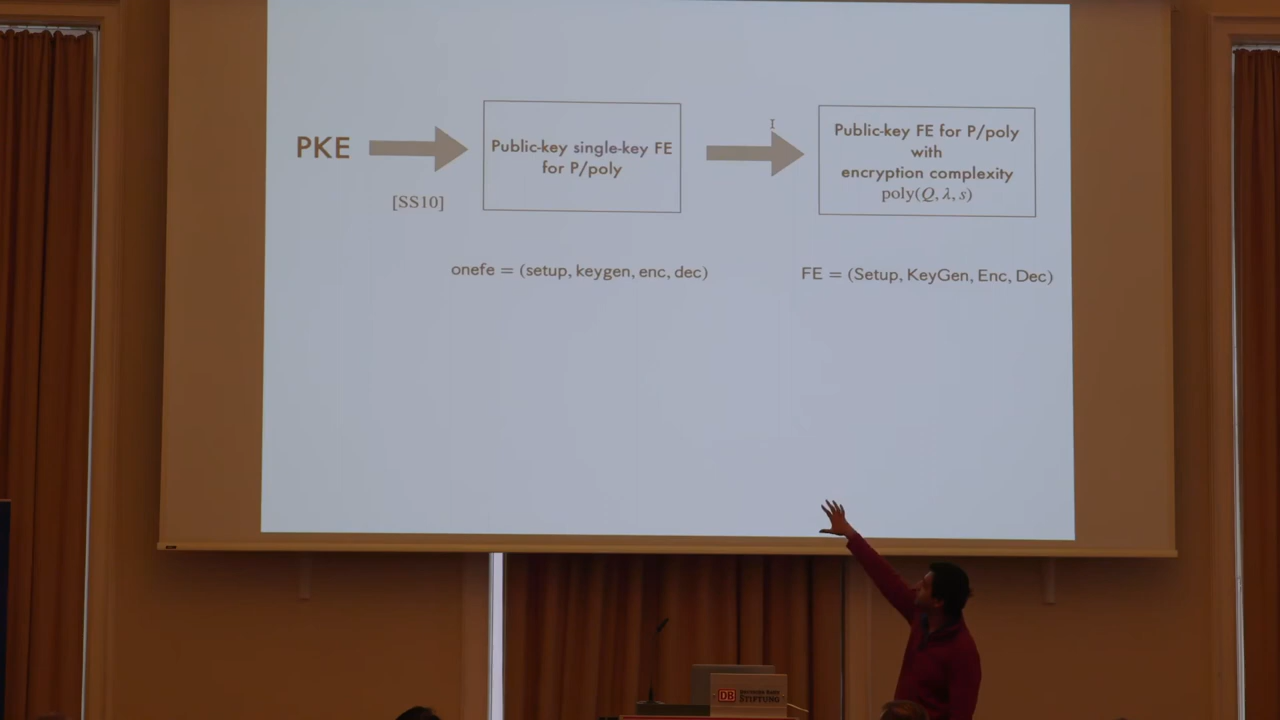 PKE
[SS10]
Public-key single-key FE
for P/poly
Public-key FE for P/poly
with
encryption complexity
poly(Q, λ, s)
onefe = (setup, keygen, enc, dec)
FE = (Setup, KeyGen, Enc, Dec)
DB
STIFTUNG